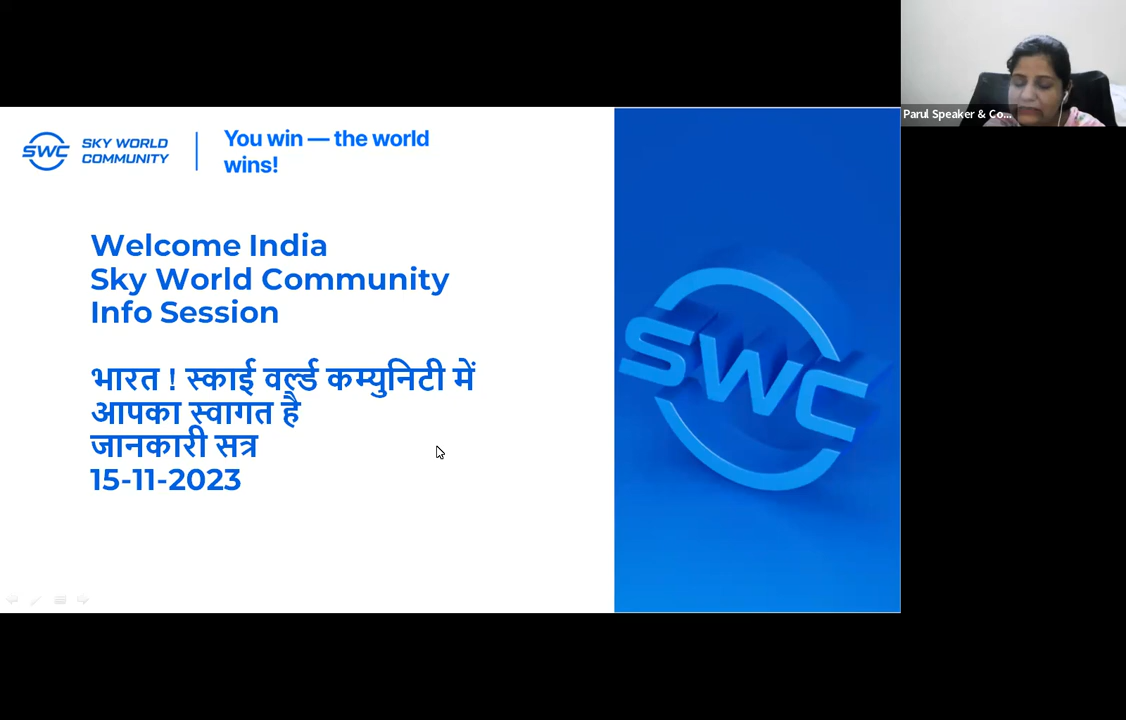 SWC SKY WORLD
COMMUNITY
You win — the world
wins!
Welcome India
Sky World Community
Info Session
भारत ! स्काई वर्ल्ड कम्युनिटी में
आपका स्वागत है
जानकारी सत्र
15-11-2023
SWC
Parul Speaker & Co...